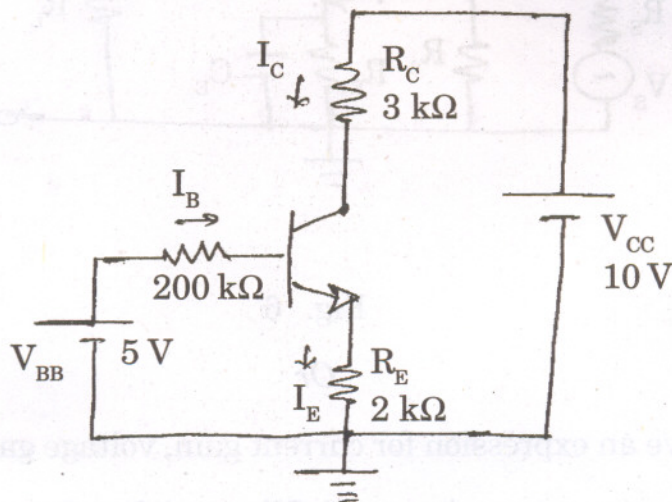 I_C
R_C
3 kΩ
I_B
200 kΩ
V_CC
10 V
V_BB
5 V
I_E
R_E
2 kΩ